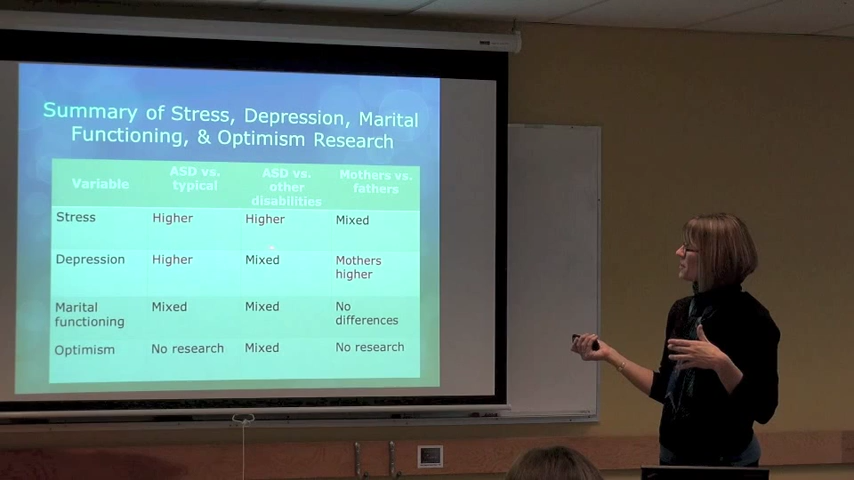 Summary of Stress, Depression, Marital
Functioning, & Optimism Research
Variable
ASD vs.
typical
ASD vs.
other
disabilities
Mothers vs.
fathers
Stress
Higher
Higher
Mixed
Depression
Higher
Mixed
Mothers
higher
Marital
functioning
Mixed
Mixed
No
differences
Optimism
No research
Mixed
No research